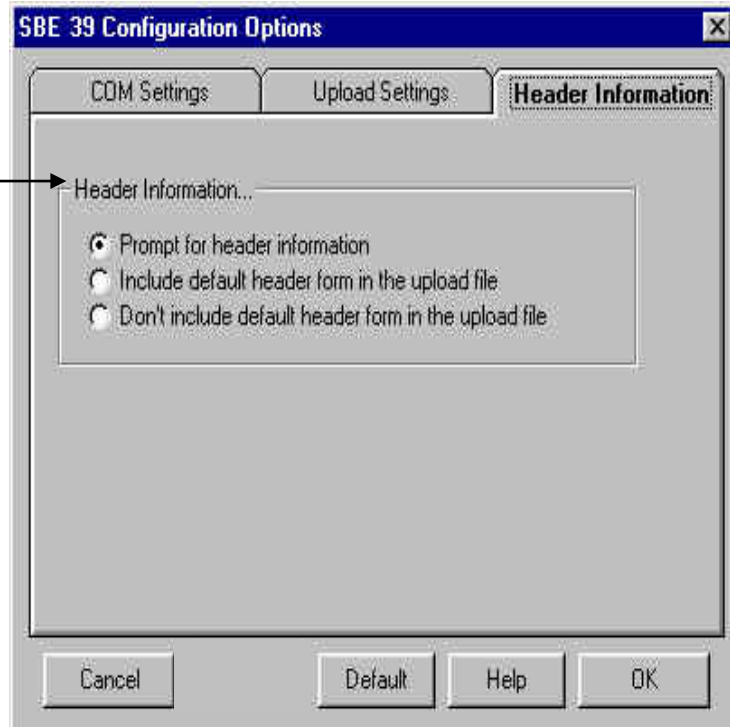 SBE 39 Configuration Options
COM Settings
Upload Settings
Header Information
Header Information...
Prompt for header information
Include default header form in the upload file
Don't include default header form in the upload file
Cancel
Default
Help
OK